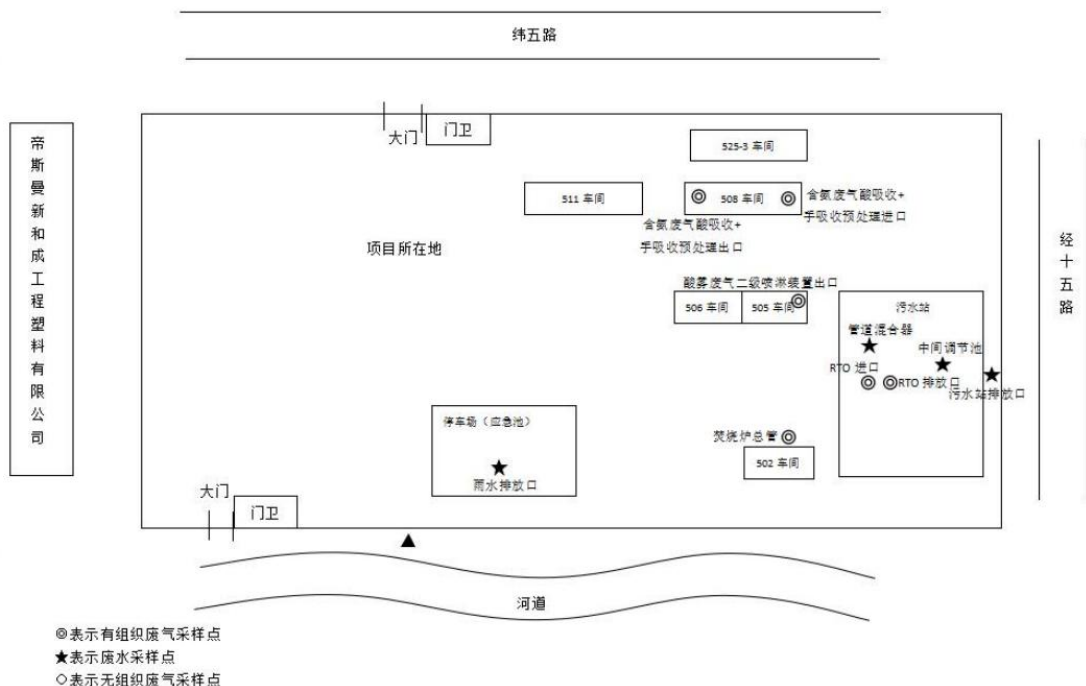 纬五路
帝斯曼新和成工程塑料有限公司
大门
门卫
525-3 车间
511 车间
508 车间
含氨废气酸吸收+
手吸收预处理进口
含氨废气酸吸收+
手吸收预处理出口
项目所在地
经十五路
酸雾废气二级喷淋装置出口
506 车间
505 车间
污水站
管道混合器
中间调节池
RTO 进口
RTO 排放口
污水站排放口
停车场（应急池）
雨水排放口
焚烧炉总管
502 车间
大门
门卫
河道
◎表示有组织废气采样点
★表示废水采样点
○表示无组织废气采样点